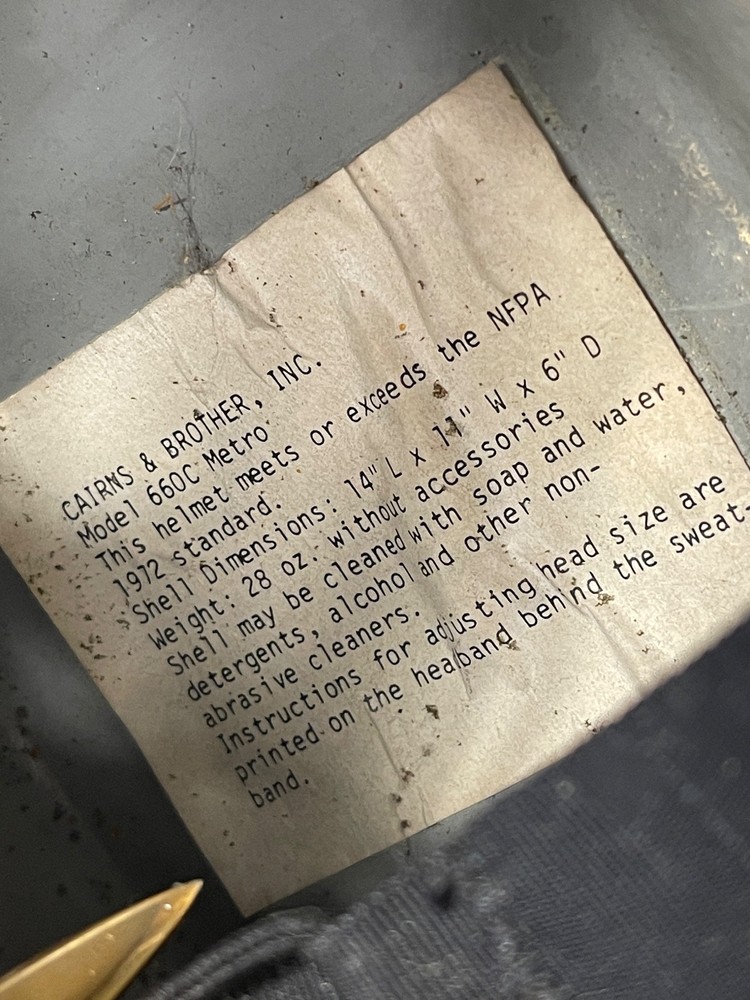 CAIRNS & BROTHER, INC.
Model 660C Metro
This helmet meets or exceeds the NFPA
1972 standard.
Shell Dimensions: 14" L x 11" W x 6" D
Weight: 28 oz. without accessories
Shell may be cleaned with soap and water,
detergents, alcohol and other non-
abrasive cleaners.
Instructions for adjusting head size are
printed on the headband behind the sweat-
band.